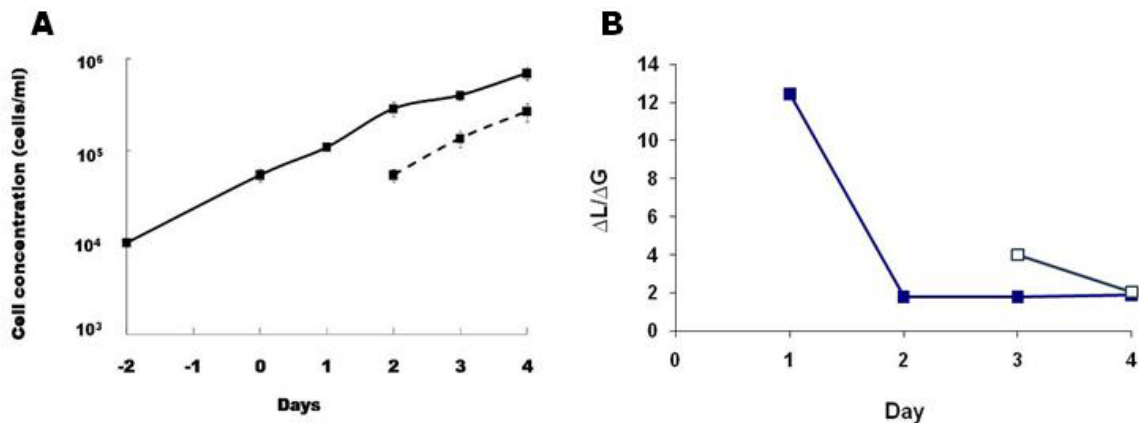 A
Cell concentration (cells/ml)
10⁶
10⁵
10⁴
10³
-2 -1 0 1 2 3 4
Days
B
ΔL/ΔG
14
12
10
8
6
4
2
0
0 1 2 3 4
Day